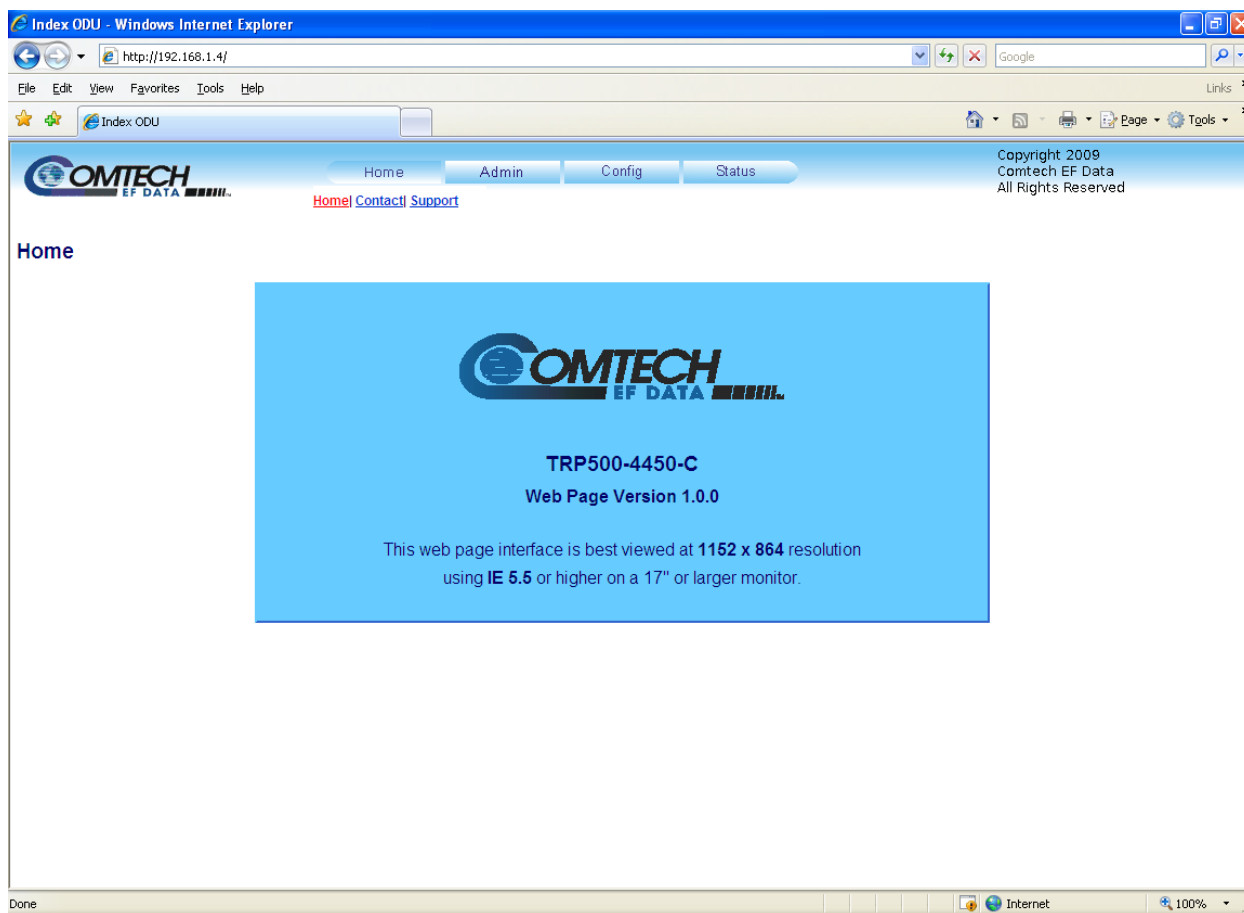 Index ODU - Windows Internet Explorer
http://192.168.1.4/
Google
File Edit View Favorites Tools Help
Links
Index ODU
Page
Tools
COMTECH
EF DATA
Home Admin Config Status
Copyright 2009
Comtech EF Data
All Rights Reserved
Home| Contact| Support
Home
COMTECH
EF DATA
TRP500-4450-C
Web Page Version 1.0.0
This web page interface is best viewed at 1152 x 864 resolution
using IE 5.5 or higher on a 17" or larger monitor.
Done
Internet
100%